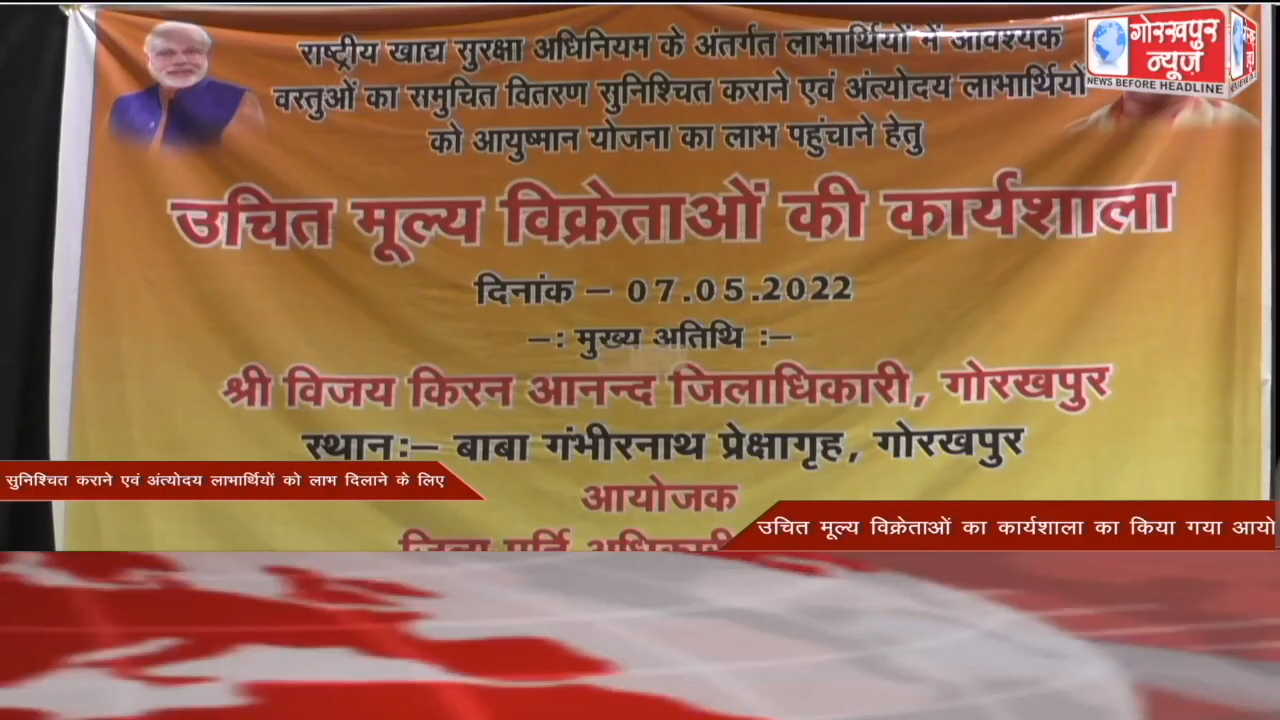 राष्ट्रीय खाद्य सुरक्षा अधिनियम के अंतर्गत लाभार्थियों में आवश्यक
वस्तुओं का समुचित वितरण सुनिश्चित कराने एवं अंत्योदय लाभार्थियों
को आयुष्मान योजना का लाभ पहुंचाने हेतु
गोरखपुर
न्यूज़
NEWS BEFORE HEADLINE
उचित मूल्य विक्रेताओं की कार्यशाला
दिनांक – 07.05.2022
–: मुख्य अतिथि :–
श्री विजय किरन आनन्द जिलाधिकारी, गोरखपुर
स्थान:– बाबा गंभीरनाथ प्रेक्षागृह, गोरखपुर
सुनिश्चित कराने एवं अंत्योदय लाभार्थियों को लाभ दिलाने के लिए
आयोजक
उचित मूल्य विक्रेताओं का कार्यशाला का किया गया आयो